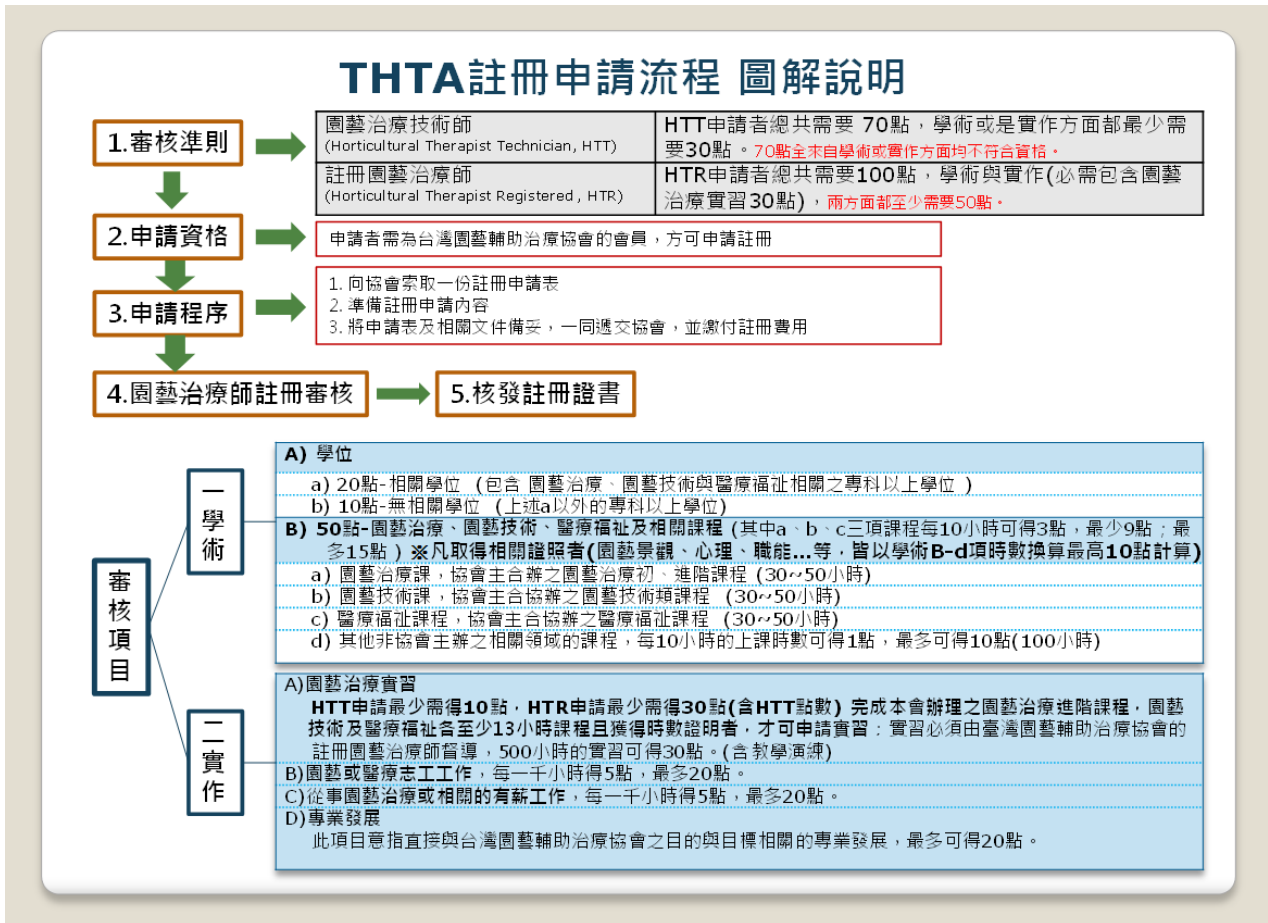 THTA註冊申請流程 圖解說明
1.審核準則
園藝治療技術師
(Horticultural Therapist Technician, HTT)
HTT申請者總共需要 70點，學術或是實作方面都最少需
要30點。70點全來自學術或實作方面均不符合資格。
註冊園藝治療師
(Horticultural Therapist Registered , HTR)
HTR申請者總共需要100點，學術與實作(必需包含園藝
治療實習30點)，兩方面都至少需要50點。
2.申請資格
申請者需為台灣園藝輔助治療協會的會員，方可申請註冊
3.申請程序
1. 向協會索取一份註冊申請表
2. 準備註冊申請內容
3. 將申請表及相關文件備妥，一同遞交協會，並繳付註冊費用
4.園藝治療師註冊審核
5.核發註冊證書
審核項目
一學術
A) 學位
a) 20點-相關學位 (包含 園藝治療、園藝技術與醫療福祉相關之專科以上學位 )
b) 10點-無相關學位 (上述a以外的專科以上學位)
B) 50點-園藝治療、園藝技術、醫療福祉及相關課程 (其中a、b、c三項課程每10小時可得3點，最少9點；最
多15點 ) ※凡取得相關證照者(園藝景觀、心理、職能...等，皆以學術B-d項時數換算最高10點計算)
a) 園藝治療課，協會主合辦之園藝治療初、進階課程 (30~50小時)
b) 園藝技術課，協會主合協辦之園藝技術類課程 (30~50小時)
c) 醫療福祉課程，協會主合協辦之醫療福祉課程 (30~50小時)
d) 其他非協會主辦之相關領域的課程，每10小時的上課時數可得1點，最多可得10點(100小時)
二實作
A)園藝治療實習
HTT申請最少需得10點，HTR申請最少需得30點(含HTT點數) 完成本會辦理之園藝治療進階課程，園藝
技術及醫療福祉各至少13小時課程且獲得時數證明者，才可申請實習；實習必須由臺灣園藝輔助治療協會的
註冊園藝治療師督導，500小時的實習可得30點。(含教學演練)
B)園藝或醫療志工工作，每一千小時得5點，最多20點。
C)從事園藝治療或相關的有薪工作，每一千小時得5點，最多20點。
D)專業發展
此項目意指直接與台灣園藝輔助治療協會之目的與目標相關的專業發展，最多可得20點。